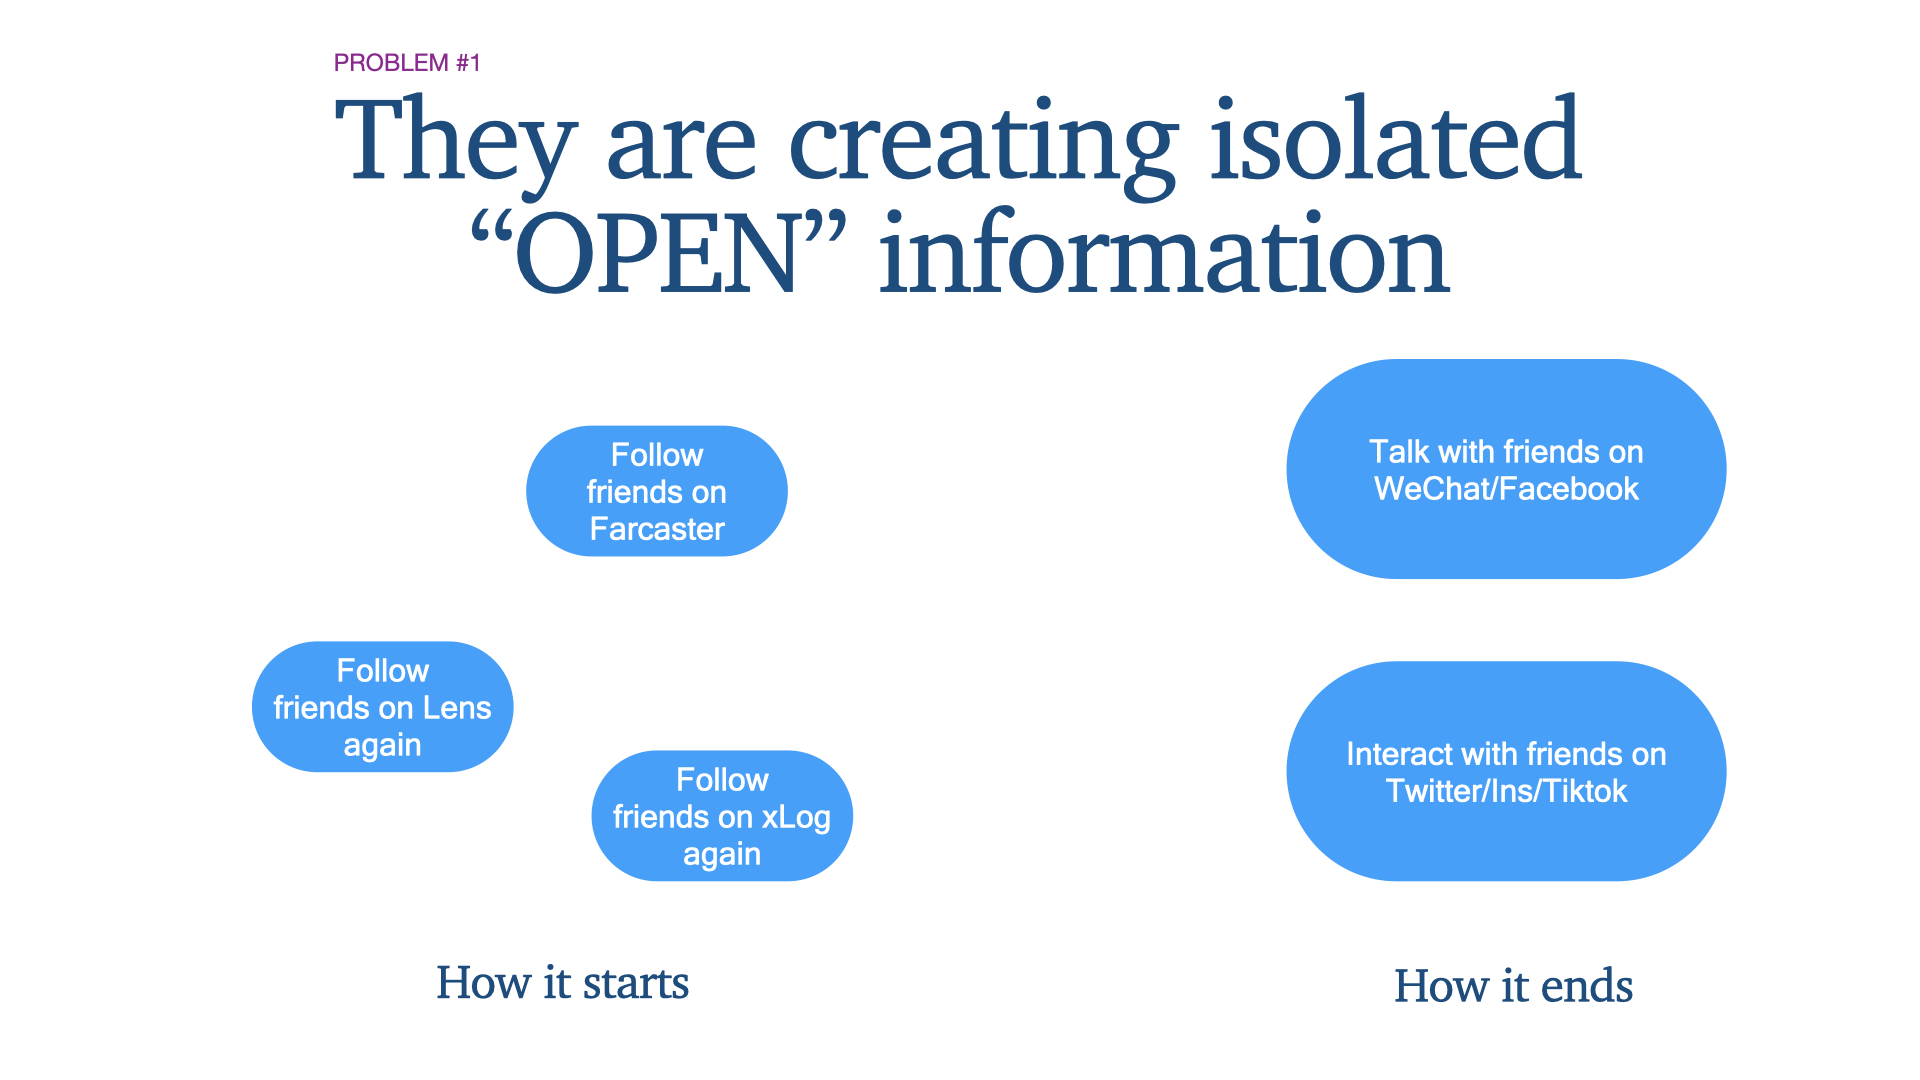 PROBLEM #1
They are creating isolated
“OPEN” information
Follow
friends on
Farcaster
Follow
friends on Lens
again
Follow
friends on xLog
again
How it starts
Talk with friends on
WeChat/Facebook
Interact with friends on
Twitter/Ins/Tiktok
How it ends